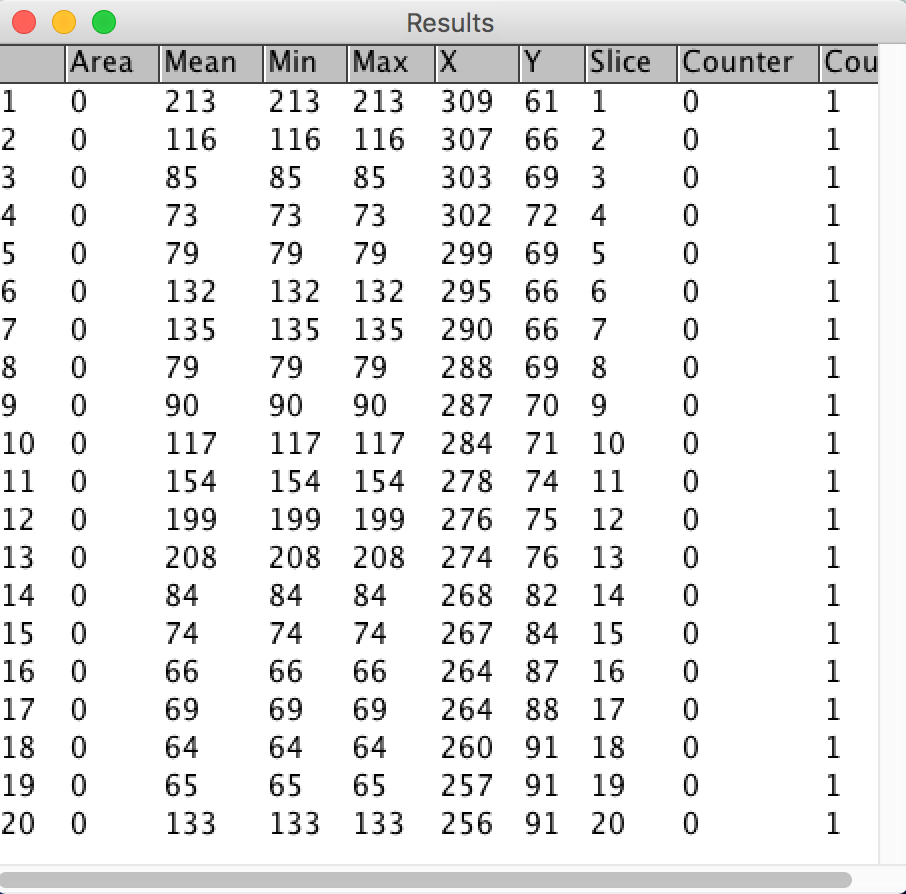 Results
Area Mean Min Max X Y Slice Counter Cou
1 0 213 213 213 309 61 1 0 1
2 0 116 116 116 307 66 2 0 1
3 0 85 85 85 303 69 3 0 1
4 0 73 73 73 302 72 4 0 1
5 0 79 79 79 299 69 5 0 1
6 0 132 132 132 295 66 6 0 1
7 0 135 135 135 290 66 7 0 1
8 0 79 79 79 288 69 8 0 1
9 0 90 90 90 287 70 9 0 1
10 0 117 117 117 284 71 10 0 1
11 0 154 154 154 278 74 11 0 1
12 0 199 199 199 276 75 12 0 1
13 0 208 208 208 274 76 13 0 1
14 0 84 84 84 268 82 14 0 1
15 0 74 74 74 267 84 15 0 1
16 0 66 66 66 264 87 16 0 1
17 0 69 69 69 264 88 17 0 1
18 0 64 64 64 260 91 18 0 1
19 0 65 65 65 257 91 19 0 1
20 0 133 133 133 256 91 20 0 1